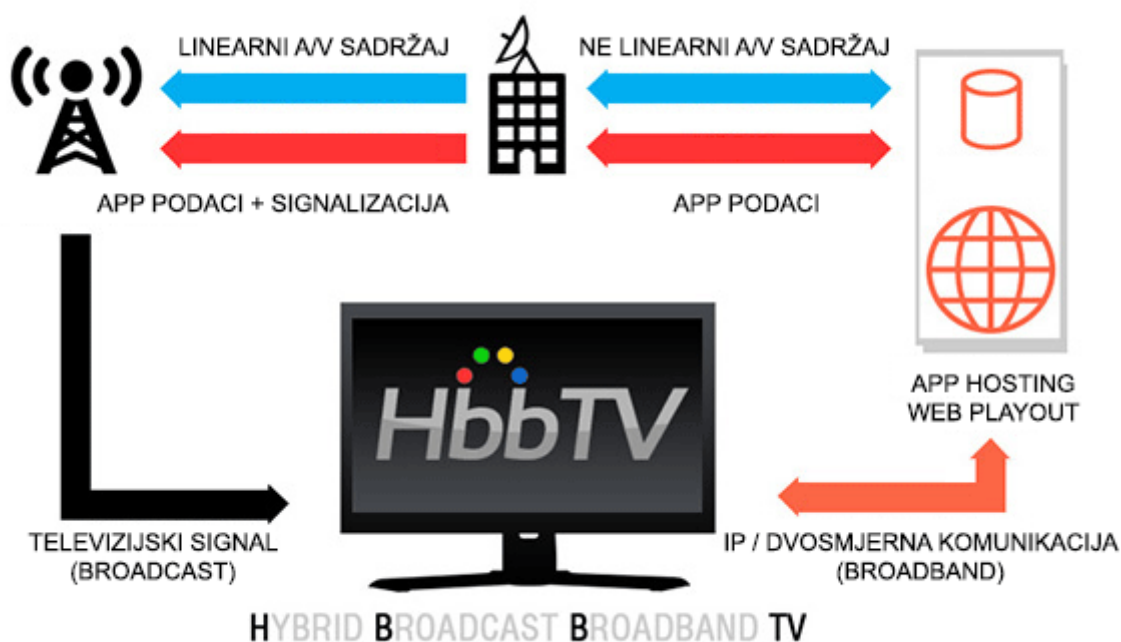 LINEARNI A/V SADRŽAJ
NE LINEARNI A/V SADRŽAJ
APP PODACI + SIGNALIZACIJA
APP PODACI
HbbTV
APP HOSTING
WEB PLAYOUT
TELEVIZIJSKI SIGNAL
(BROADCAST)
IP / DVOSMJERNA KOMUNIKACIJA
(BROADBAND)
HYBRID BROADCAST BROADBAND TV